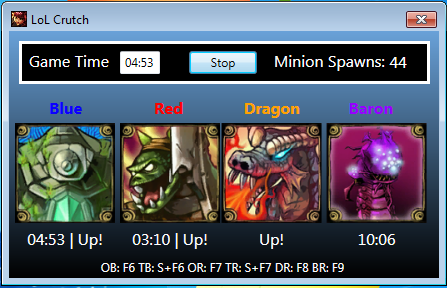 LoL Crutch
Game Time 04:53 Stop Minion Spawns: 44
Blue Red Dragon Baron
04:53 | Up! 03:10 | Up! Up! 10:06
OB: F6 TB: S+F6 OR: F7 TR: S+F7 DR: F8 BR: F9